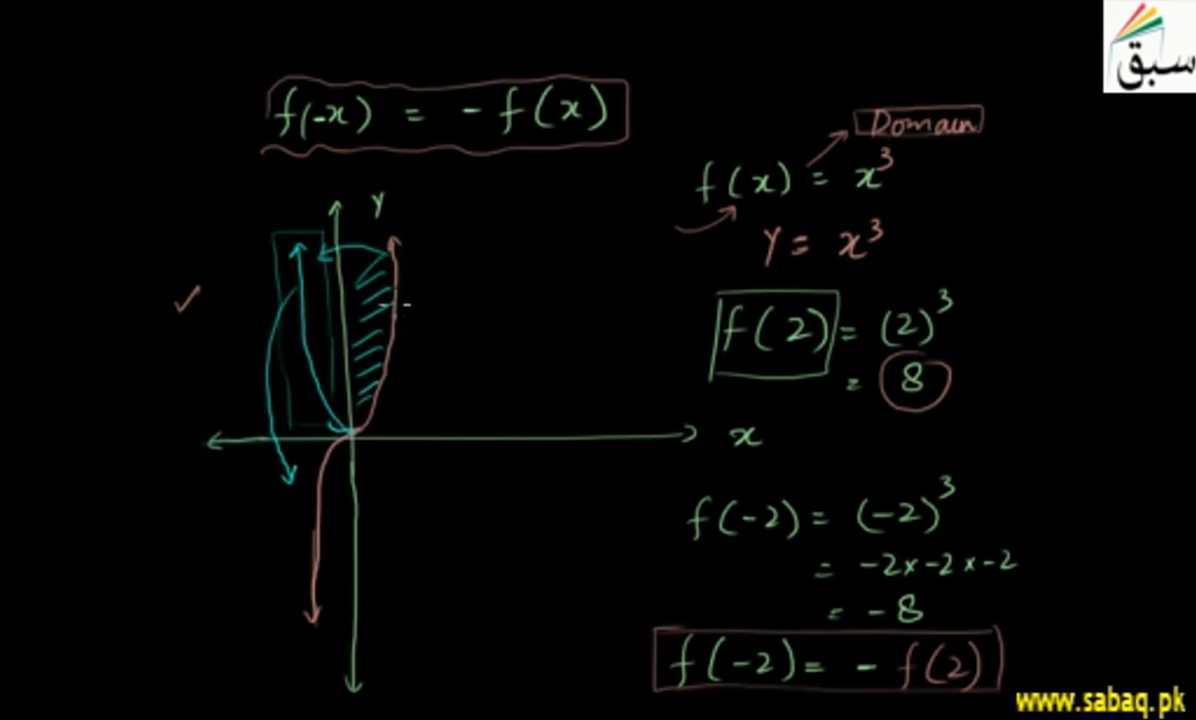 سبق
f(-x) = - f(x)
Domain
f(x) = x³
Y = x³
Y
f(2) = (2)³
= 8
x
f(-2) = (-2)³
= -2 x -2 x -2
= -8
f(-2) = - f(2)
www.sabaq.pk